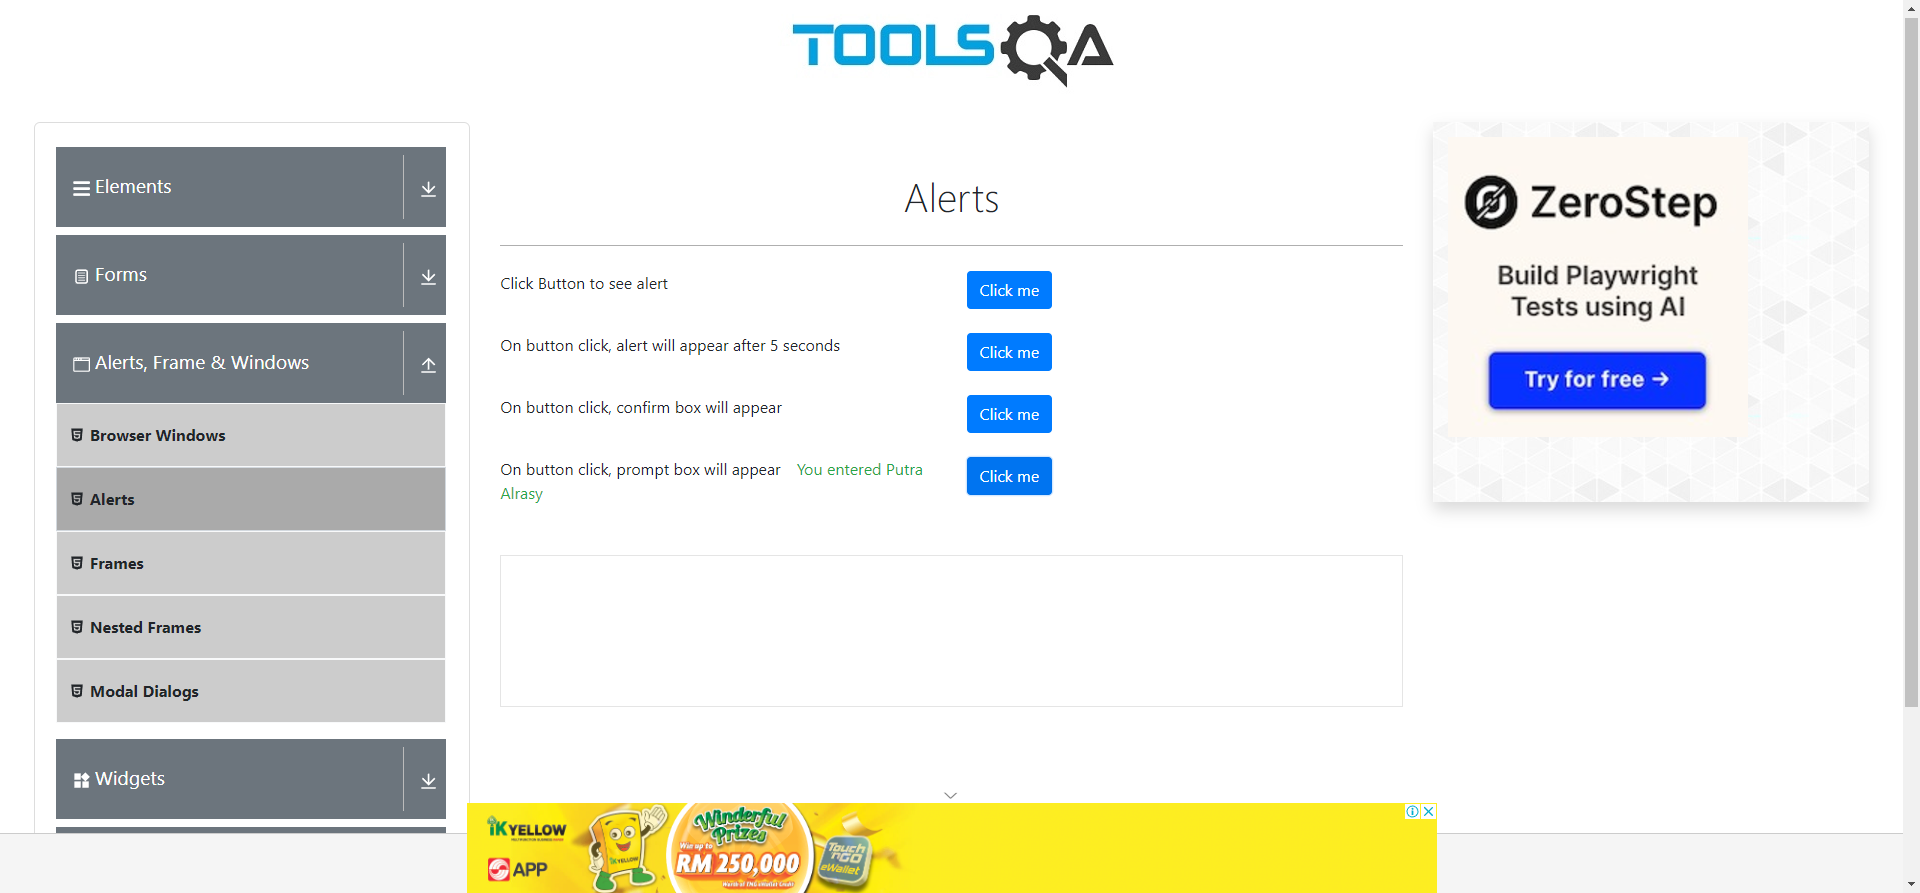 TOOLSQA
Elements
Forms
Alerts, Frame & Windows
Browser Windows
Alerts
Frames
Nested Frames
Modal Dialogs
Widgets
Alerts
Click Button to see alert
Click me
On button click, alert will appear after 5 seconds
Click me
On button click, confirm box will appear
Click me
On button click, prompt box will appear You entered Putra
Alrasy
Click me
ZeroStep
Build Playwright
Tests using AI
Try for free →
iKYELLOW
APP
iKYELLOW
Winderful
Prizes
Win up to
RM 250,000
Touch
nGO
eWallet